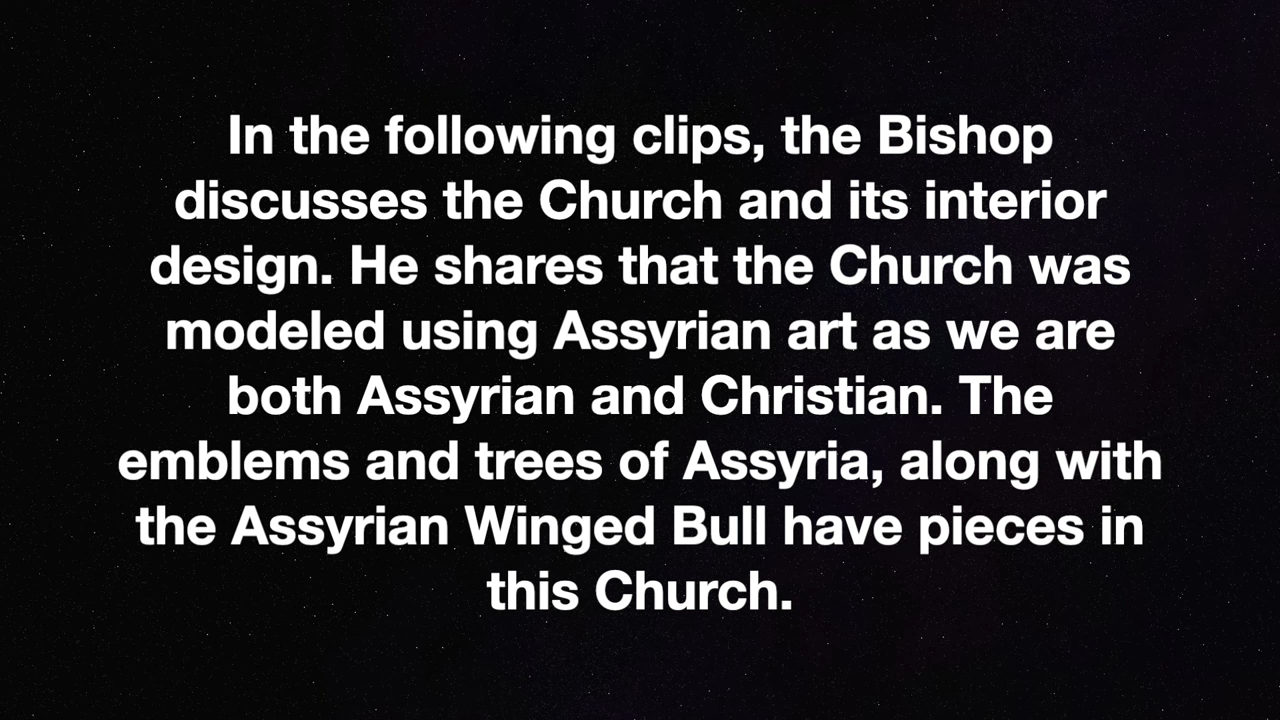 In the following clips, the Bishop
discusses the Church and its interior
design. He shares that the Church was
modeled using Assyrian art as we are
both Assyrian and Christian. The
emblems and trees of Assyria, along with
the Assyrian Winged Bull have pieces in
this Church.